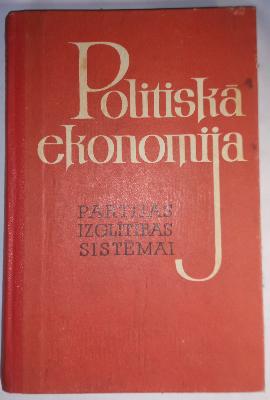 Politiskā
ekonomija
PARTIJAS
IZGLĪTĪBAS
SISTĒMAI